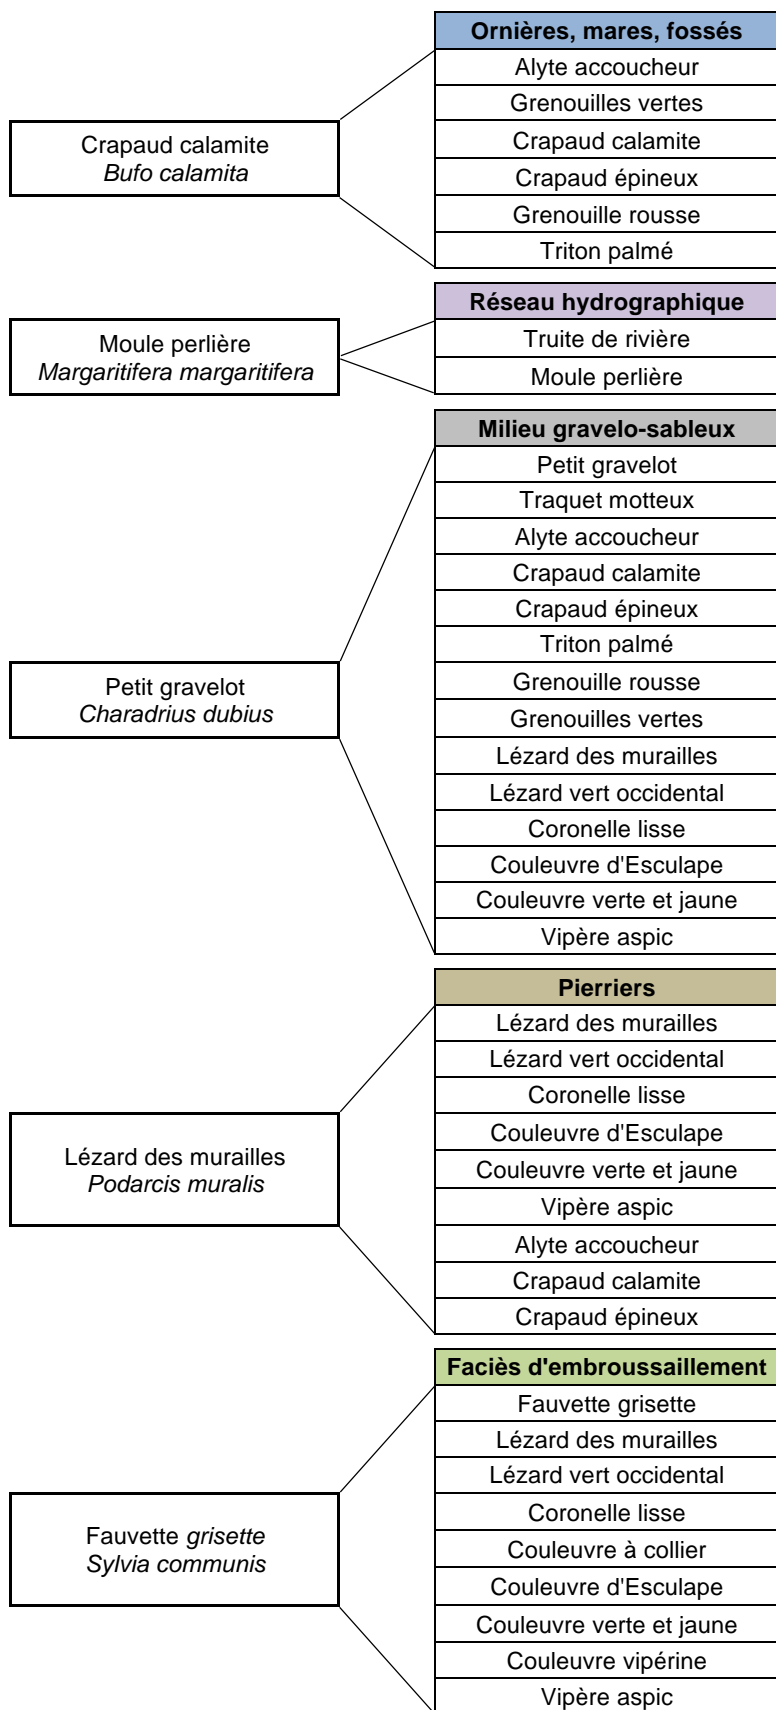 Crapaud calamite
Bufo calamita
Ornières, mares, fossés
Alyte accoucheur
Grenouilles vertes
Crapaud calamite
Crapaud épineux
Grenouille rousse
Triton palmé
Moule perlière
Margaritifera margaritifera
Réseau hydrographique
Truite de rivière
Moule perlière
Petit gravelot
Charadrius dubius
Milieu gravelo-sableux
Petit gravelot
Traquet motteux
Alyte accoucheur
Crapaud calamite
Crapaud épineux
Triton palmé
Grenouille rousse
Grenouilles vertes
Lézard des murailles
Lézard vert occidental
Coronelle lisse
Couleuvre d'Esculape
Couleuvre verte et jaune
Vipère aspic
Lézard des murailles
Podarcis muralis
Pierriers
Lézard des murailles
Lézard vert occidental
Coronelle lisse
Couleuvre d'Esculape
Couleuvre verte et jaune
Vipère aspic
Alyte accoucheur
Crapaud calamite
Crapaud épineux
Fauvette grisette
Sylvia communis
Faciès d'embroussaillement
Fauvette grisette
Lézard des murailles
Lézard vert occidental
Coronelle lisse
Couleuvre à collier
Couleuvre d'Esculape
Couleuvre verte et jaune
Couleuvre vipérine
Vipère aspic